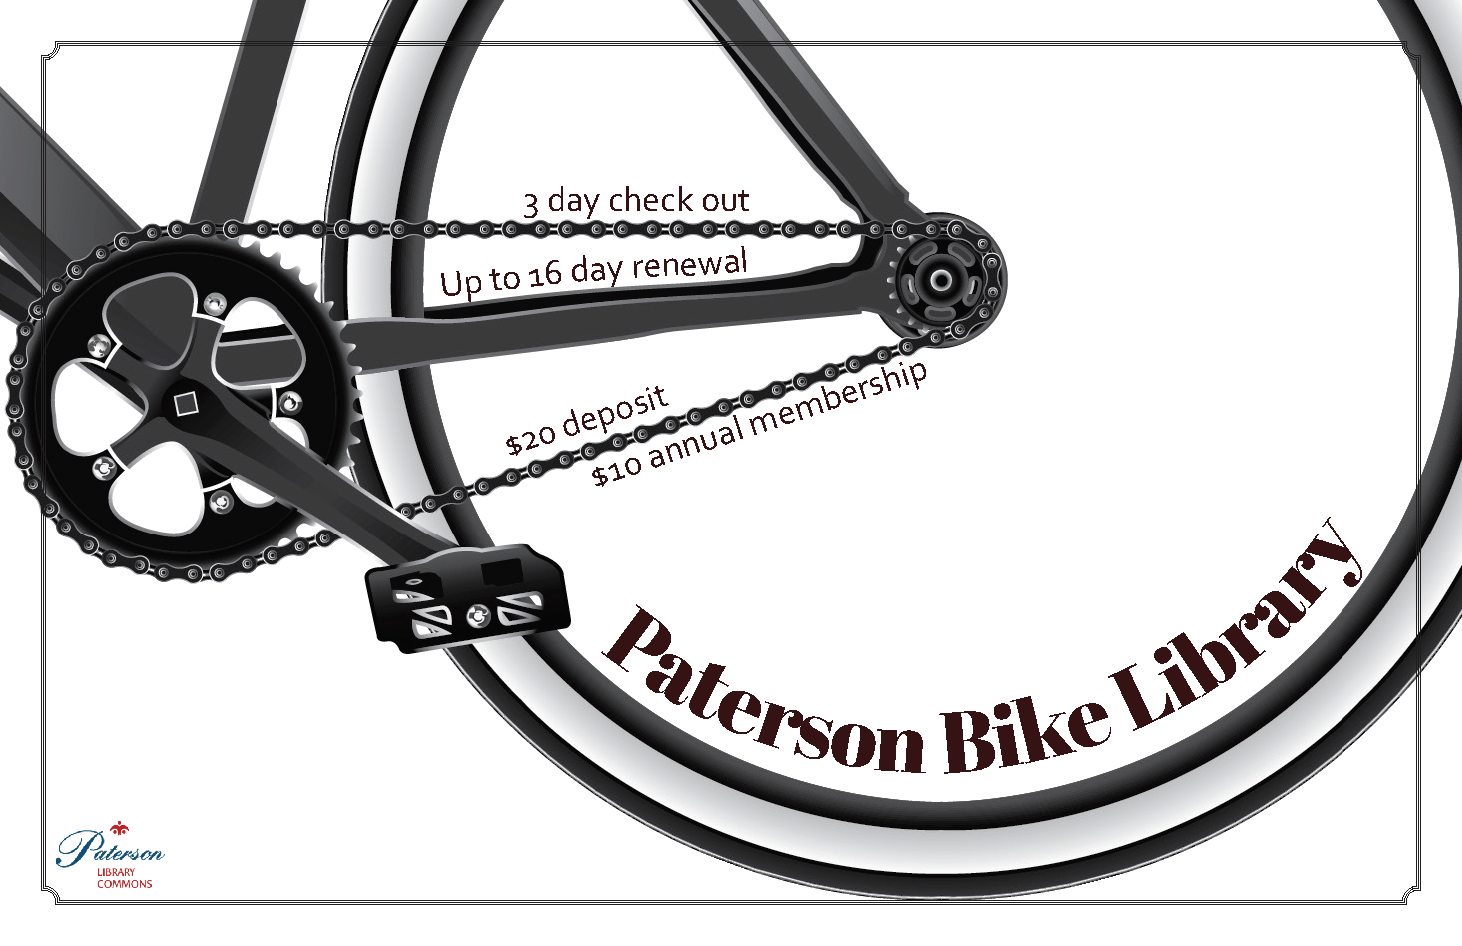 3 day check out
Up to 16 day renewal
$20 deposit
$10 annual membership
Paterson Bike Library
Paterson
LIBRARY
COMMONS